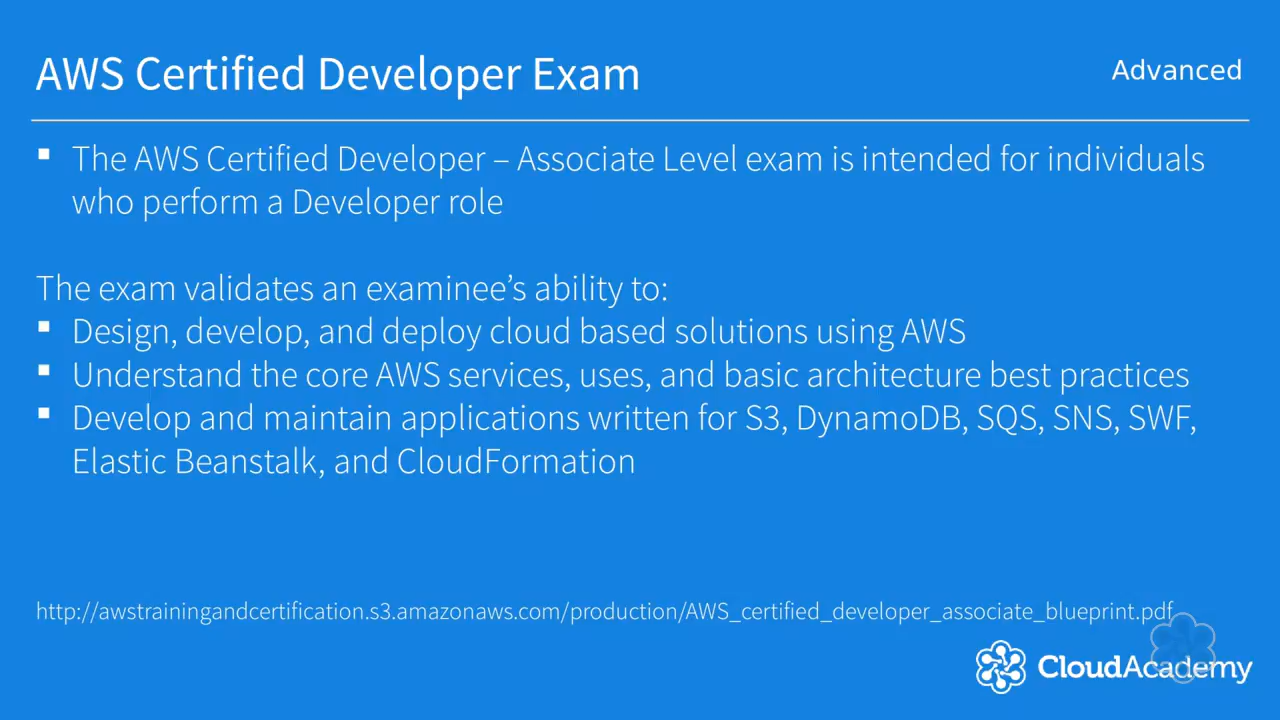 AWS Certified Developer Exam
Advanced
▪ The AWS Certified Developer – Associate Level exam is intended for individuals
who perform a Developer role
The exam validates an examinee’s ability to:
▪ Design, develop, and deploy cloud based solutions using AWS
▪ Understand the core AWS services, uses, and basic architecture best practices
▪ Develop and maintain applications written for S3, DynamoDB, SQS, SNS, SWF,
Elastic Beanstalk, and CloudFormation
http://awstrainingandcertification.s3.amazonaws.com/production/AWS_certified_developer_associate_blueprint.pdf
CloudAcademy